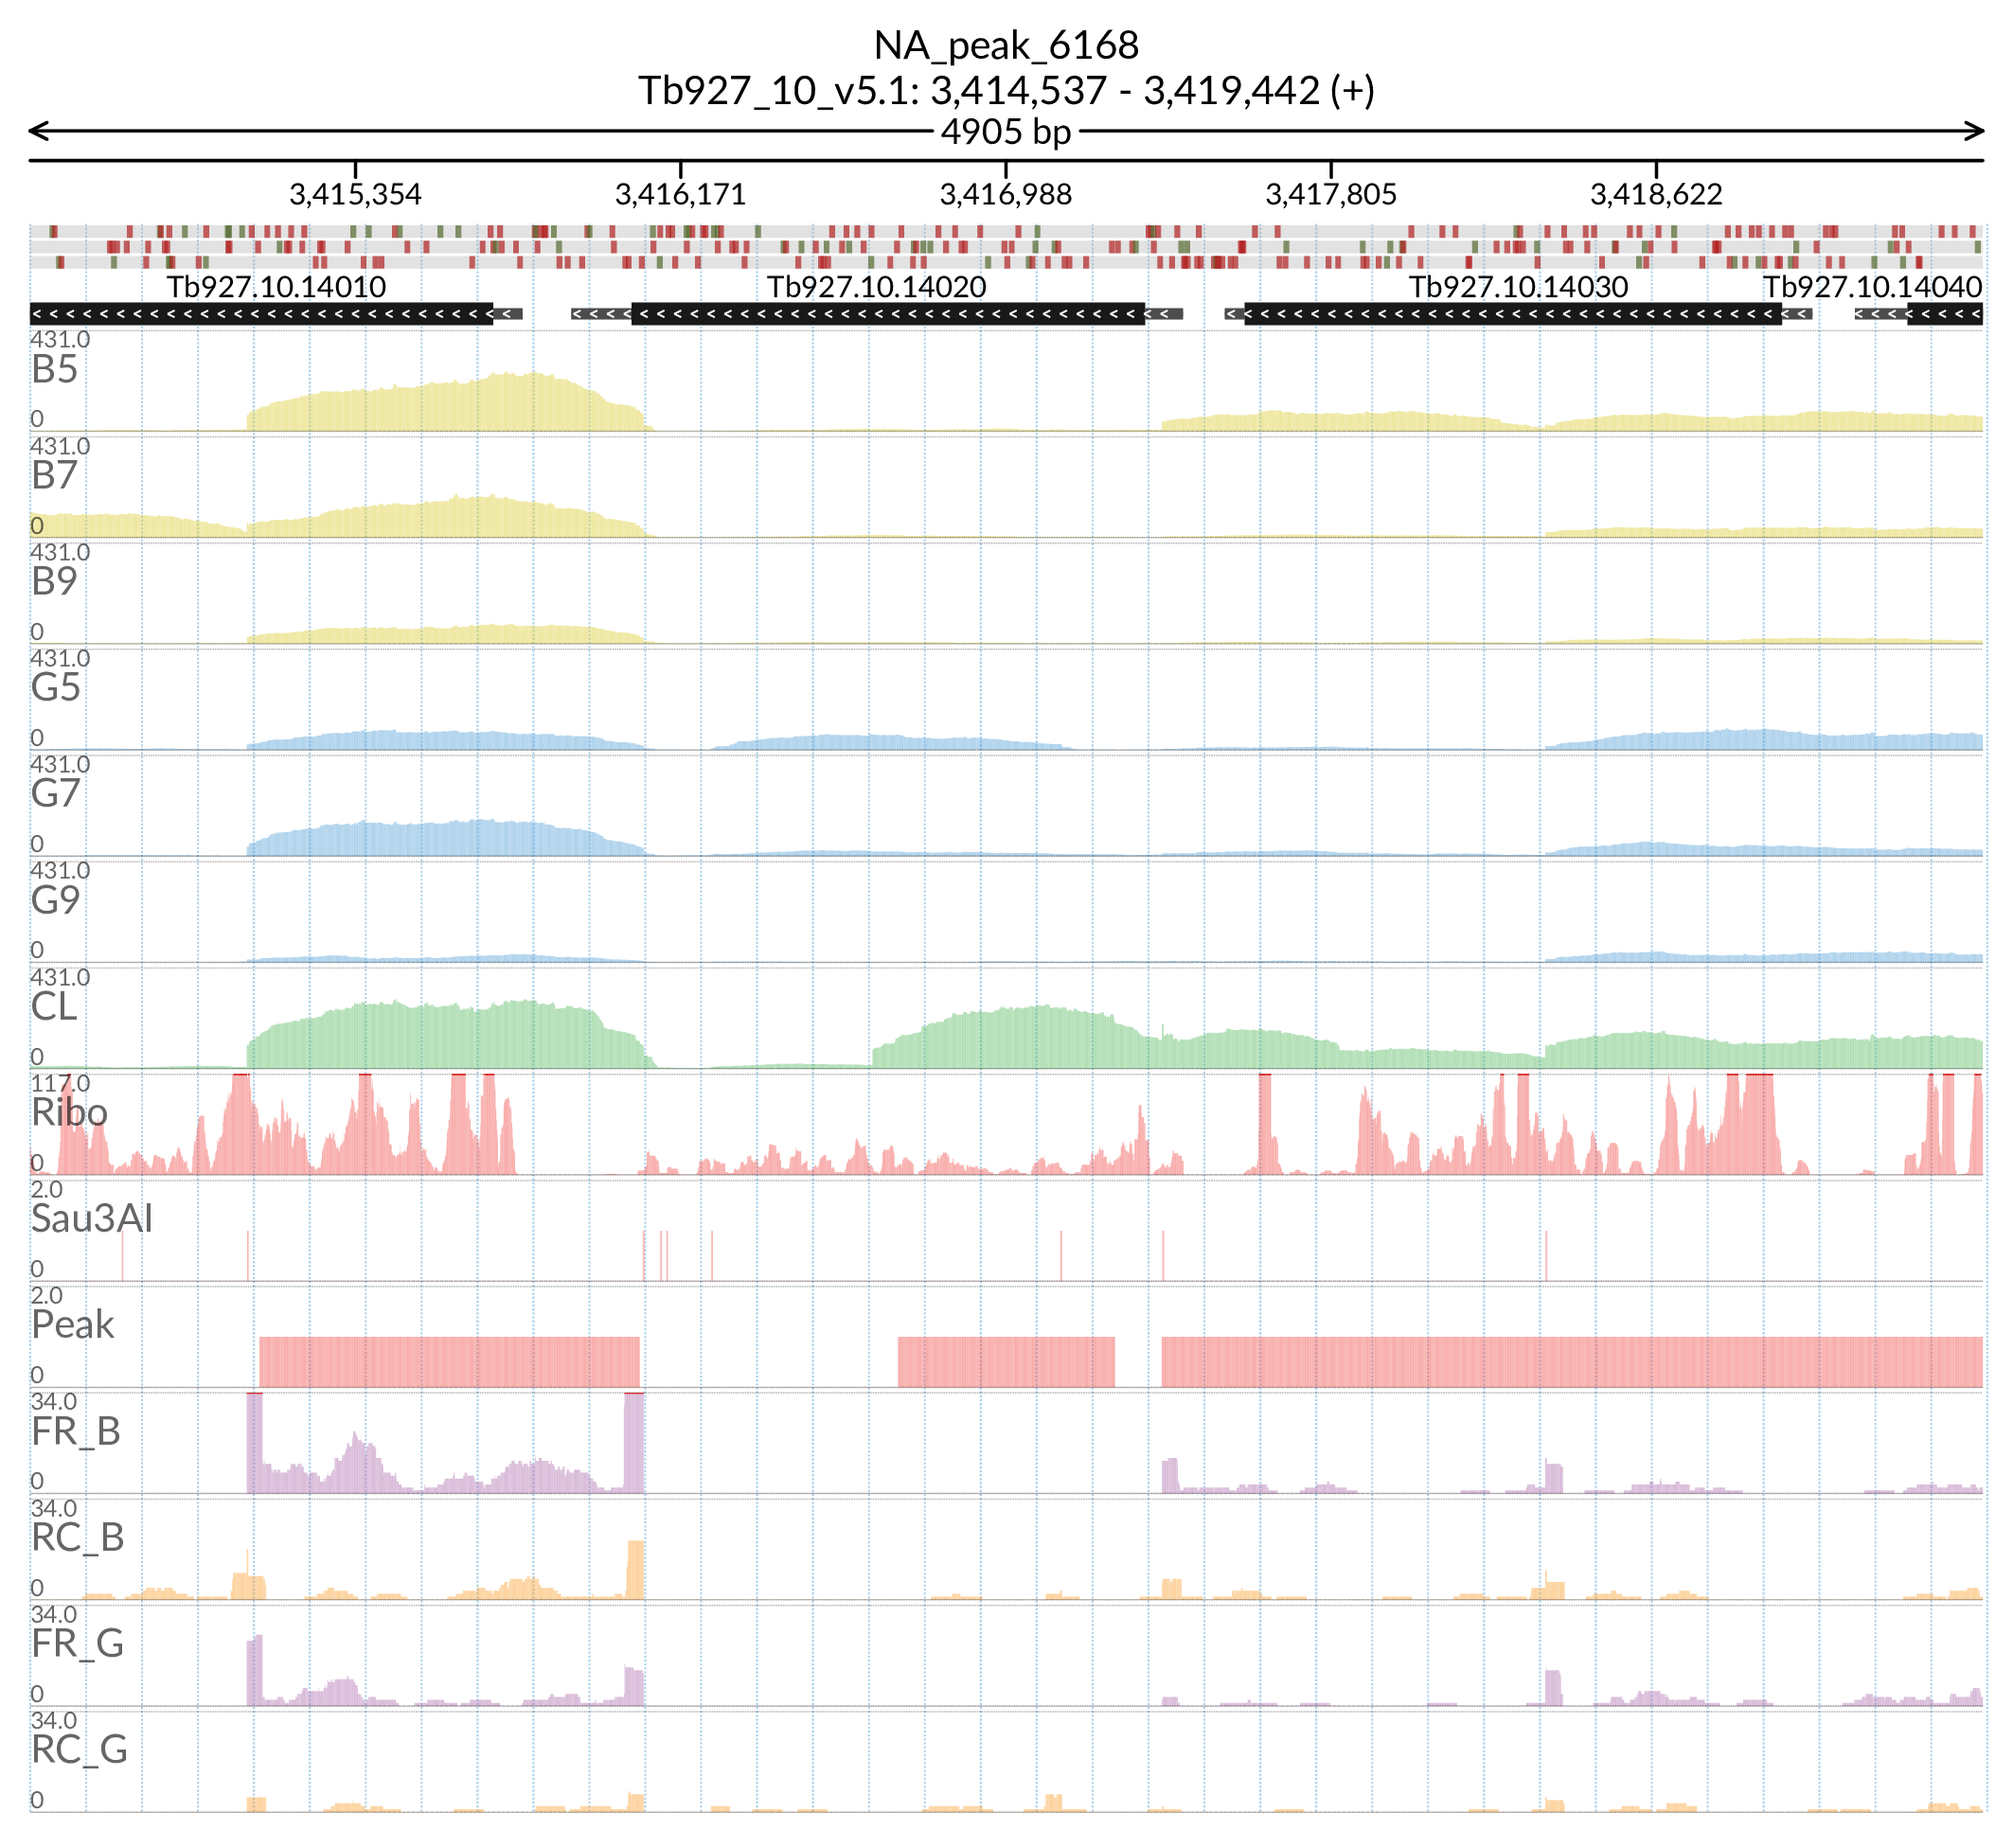 NA_peak_6168
Tb927_10_v5.1: 3,414,537 - 3,419,442 (+)
4905 bp
3,415,354 3,416,171 3,416,988 3,417,805 3,418,622
Tb927.10.14010 Tb927.10.14020 Tb927.10.14030 Tb927.10.14040
431.0
B5
0
431.0
B7
0
431.0
B9
0
431.0
G5
0
431.0
G7
0
431.0
G9
0
431.0
CL
0
117.0
Ribo
0
2.0
Sau3AI
0
2.0
Peak
0
34.0
FR_B
0
34.0
RC_B
0
34.0
FR_G
0
34.0
RC_G
0